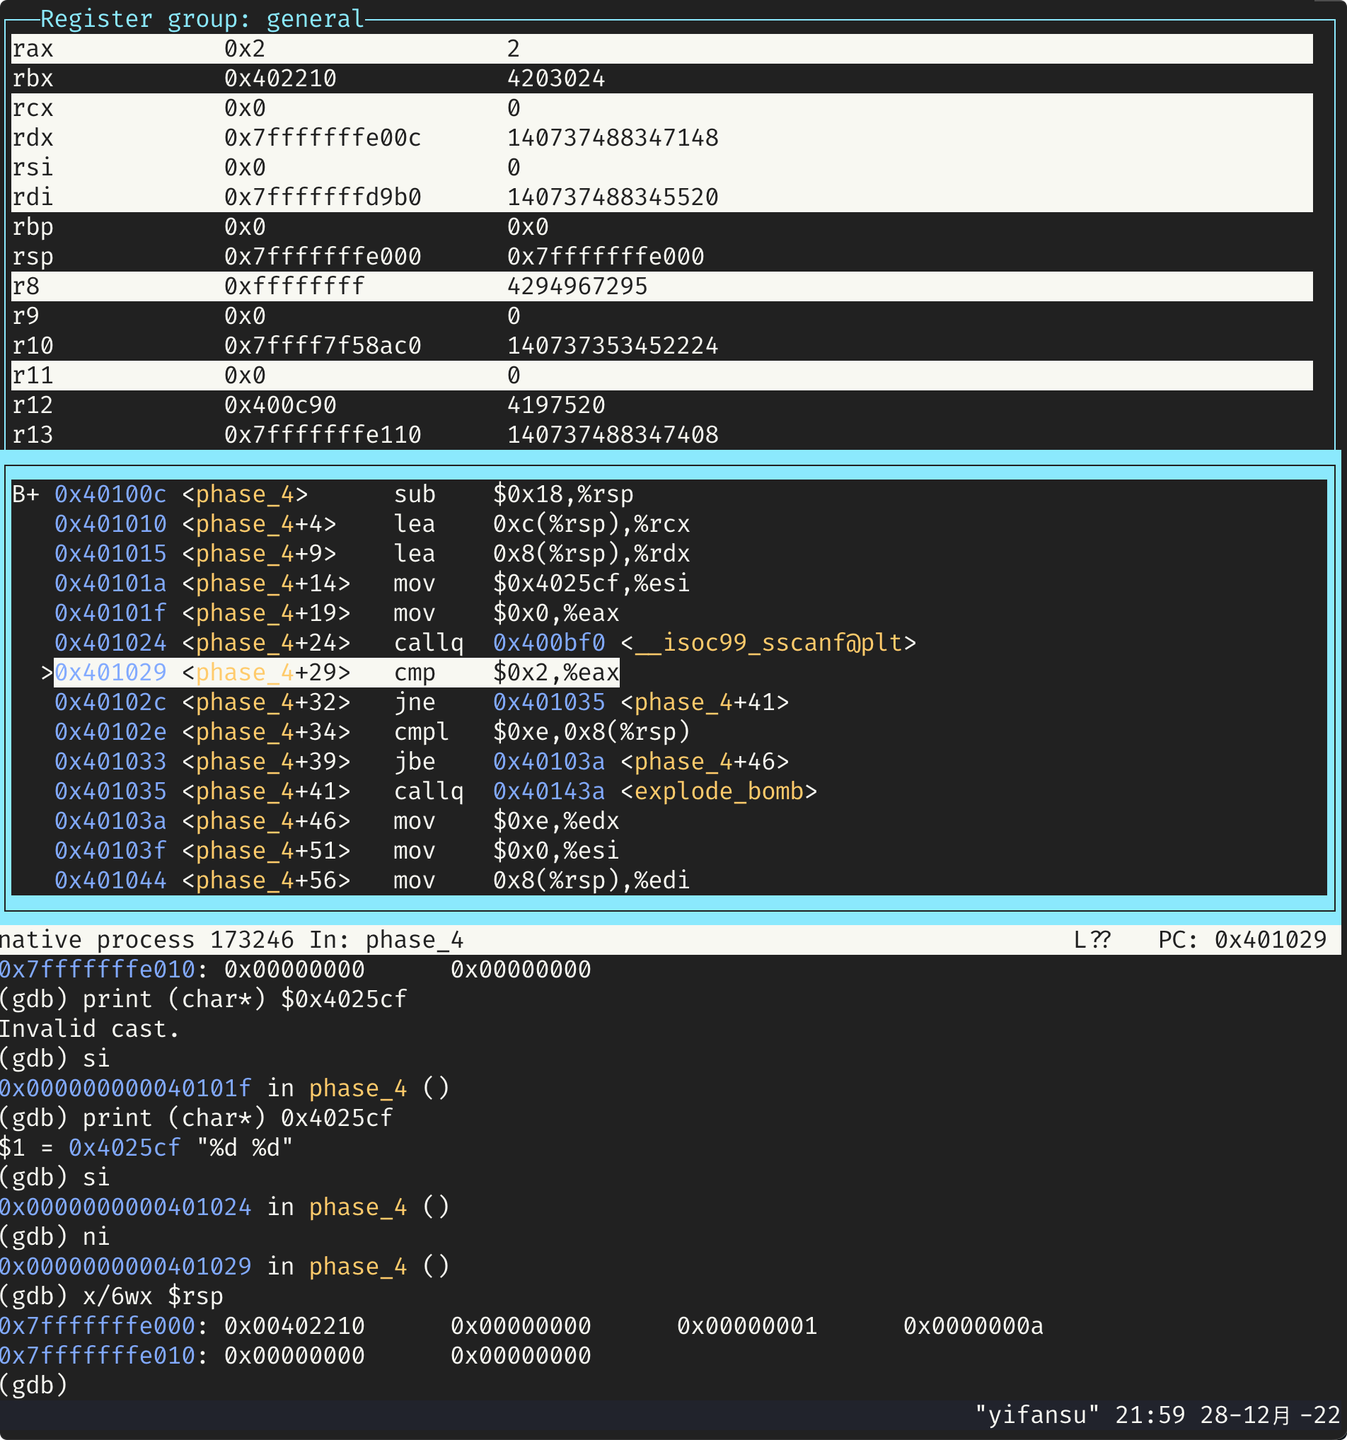 Register group: general
rax 0x2 2
rbx 0x402210 4203024
rcx 0x0 0
rdx 0x7fffffffe00c 140737488347148
rsi 0x0 0
rdi 0x7fffffffd9b0 140737488345520
rbp 0x0 0x0
rsp 0x7fffffffe000 0x7fffffffe000
r8 0xffffffff 4294967295
r9 0x0 0
r10 0x7ffff7f58ac0 140737353452224
r11 0x0 0
r12 0x400c90 4197520
r13 0x7fffffffe110 140737488347408
B+ 0x40100c <phase_4> sub $0x18,%rsp
0x401010 <phase_4+4> lea 0xc(%rsp),%rcx
0x401015 <phase_4+9> lea 0x8(%rsp),%rdx
0x40101a <phase_4+14> mov $0x4025cf,%esi
0x40101f <phase_4+19> mov $0x0,%eax
0x401024 <phase_4+24> callq 0x400bf0 <__isoc99_sscanf@plt>
>0x401029 <phase_4+29> cmp $0x2,%eax
0x40102c <phase_4+32> jne 0x401035 <phase_4+41>
0x40102e <phase_4+34> cmpl $0xe,0x8(%rsp)
0x401033 <phase_4+39> jbe 0x40103a <phase_4+46>
0x401035 <phase_4+41> callq 0x40143a <explode_bomb>
0x40103a <phase_4+46> mov $0xe,%edx
0x40103f <phase_4+51> mov $0x0,%esi
0x401044 <phase_4+56> mov 0x8(%rsp),%edi
native process 173246 In: phase_4 L?? PC: 0x401029
0x7fffffffe010: 0x00000000 0x00000000
(gdb) print (char*) $0x4025cf
Invalid cast.
(gdb) si
0x000000000040101f in phase_4 ()
(gdb) print (char*) 0x4025cf
$1 = 0x4025cf "%d %d"
(gdb) si
0x0000000000401024 in phase_4 ()
(gdb) ni
0x0000000000401029 in phase_4 ()
(gdb) x/6wx $rsp
0x7fffffffe000: 0x00402210 0x00000000 0x00000001 0x0000000a
0x7fffffffe010: 0x00000000 0x00000000
(gdb)
"yifansu" 21:59 28-12月-22